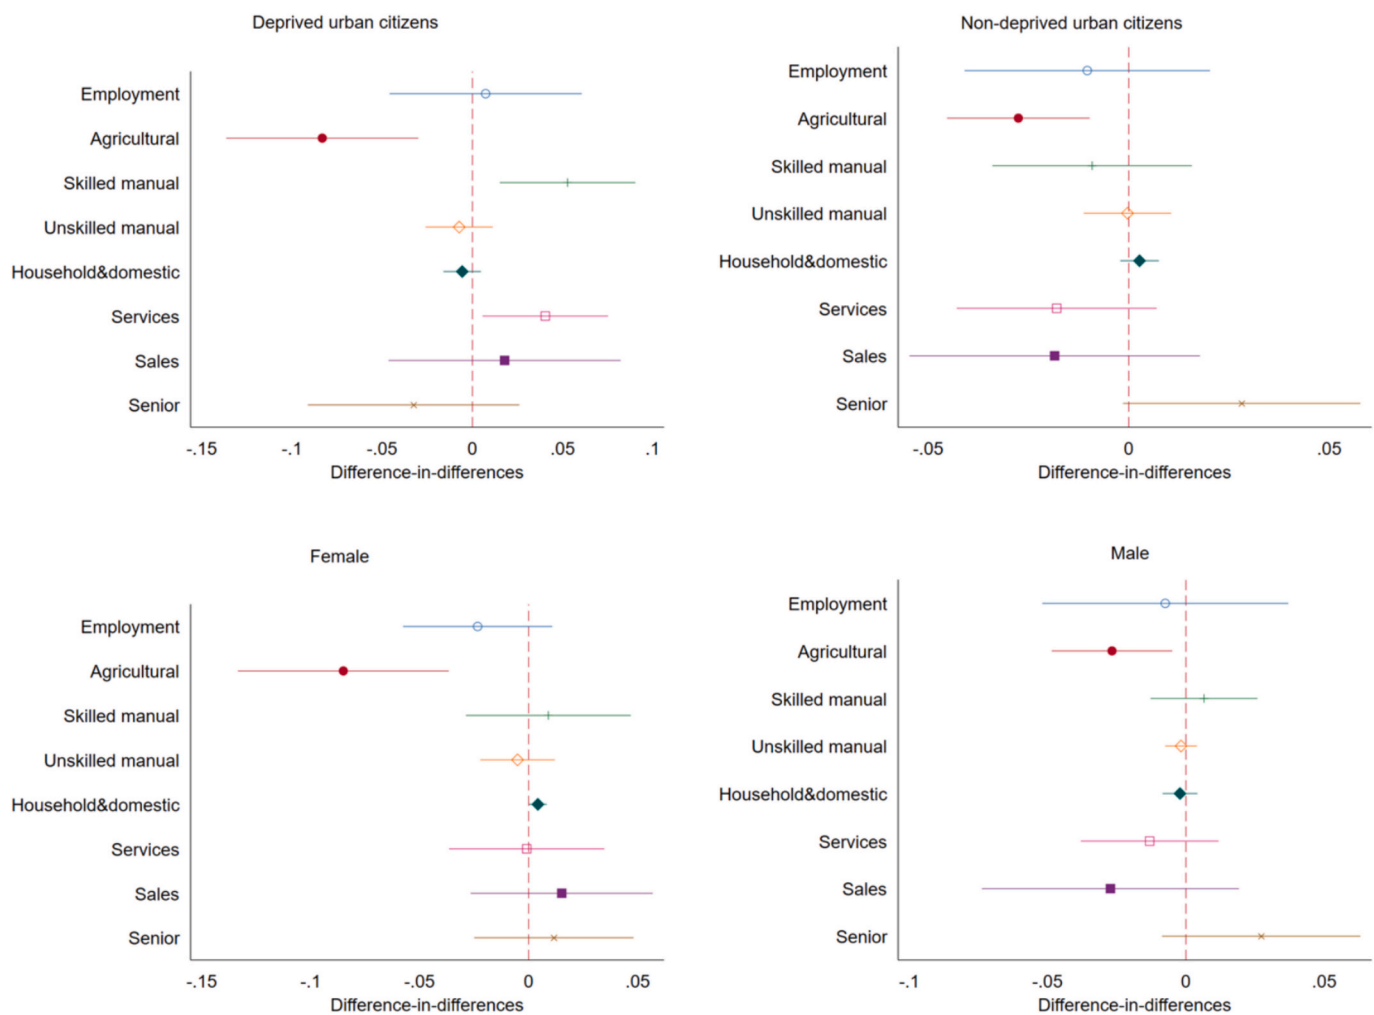 Deprived urban citizens
Employment
Agricultural
Skilled manual
Unskilled manual
Household&domestic
Services
Sales
Senior
-.15 -.1 -.05 0 .05 .1
Difference-in-differences
Non-deprived urban citizens
Employment
Agricultural
Skilled manual
Unskilled manual
Household&domestic
Services
Sales
Senior
-.05 0 .05
Difference-in-differences
Female
Employment
Agricultural
Skilled manual
Unskilled manual
Household&domestic
Services
Sales
Senior
-.15 -.1 -.05 0 .05
Difference-in-differences
Male
Employment
Agricultural
Skilled manual
Unskilled manual
Household&domestic
Services
Sales
Senior
-.1 -.05 0 .05
Difference-in-differences